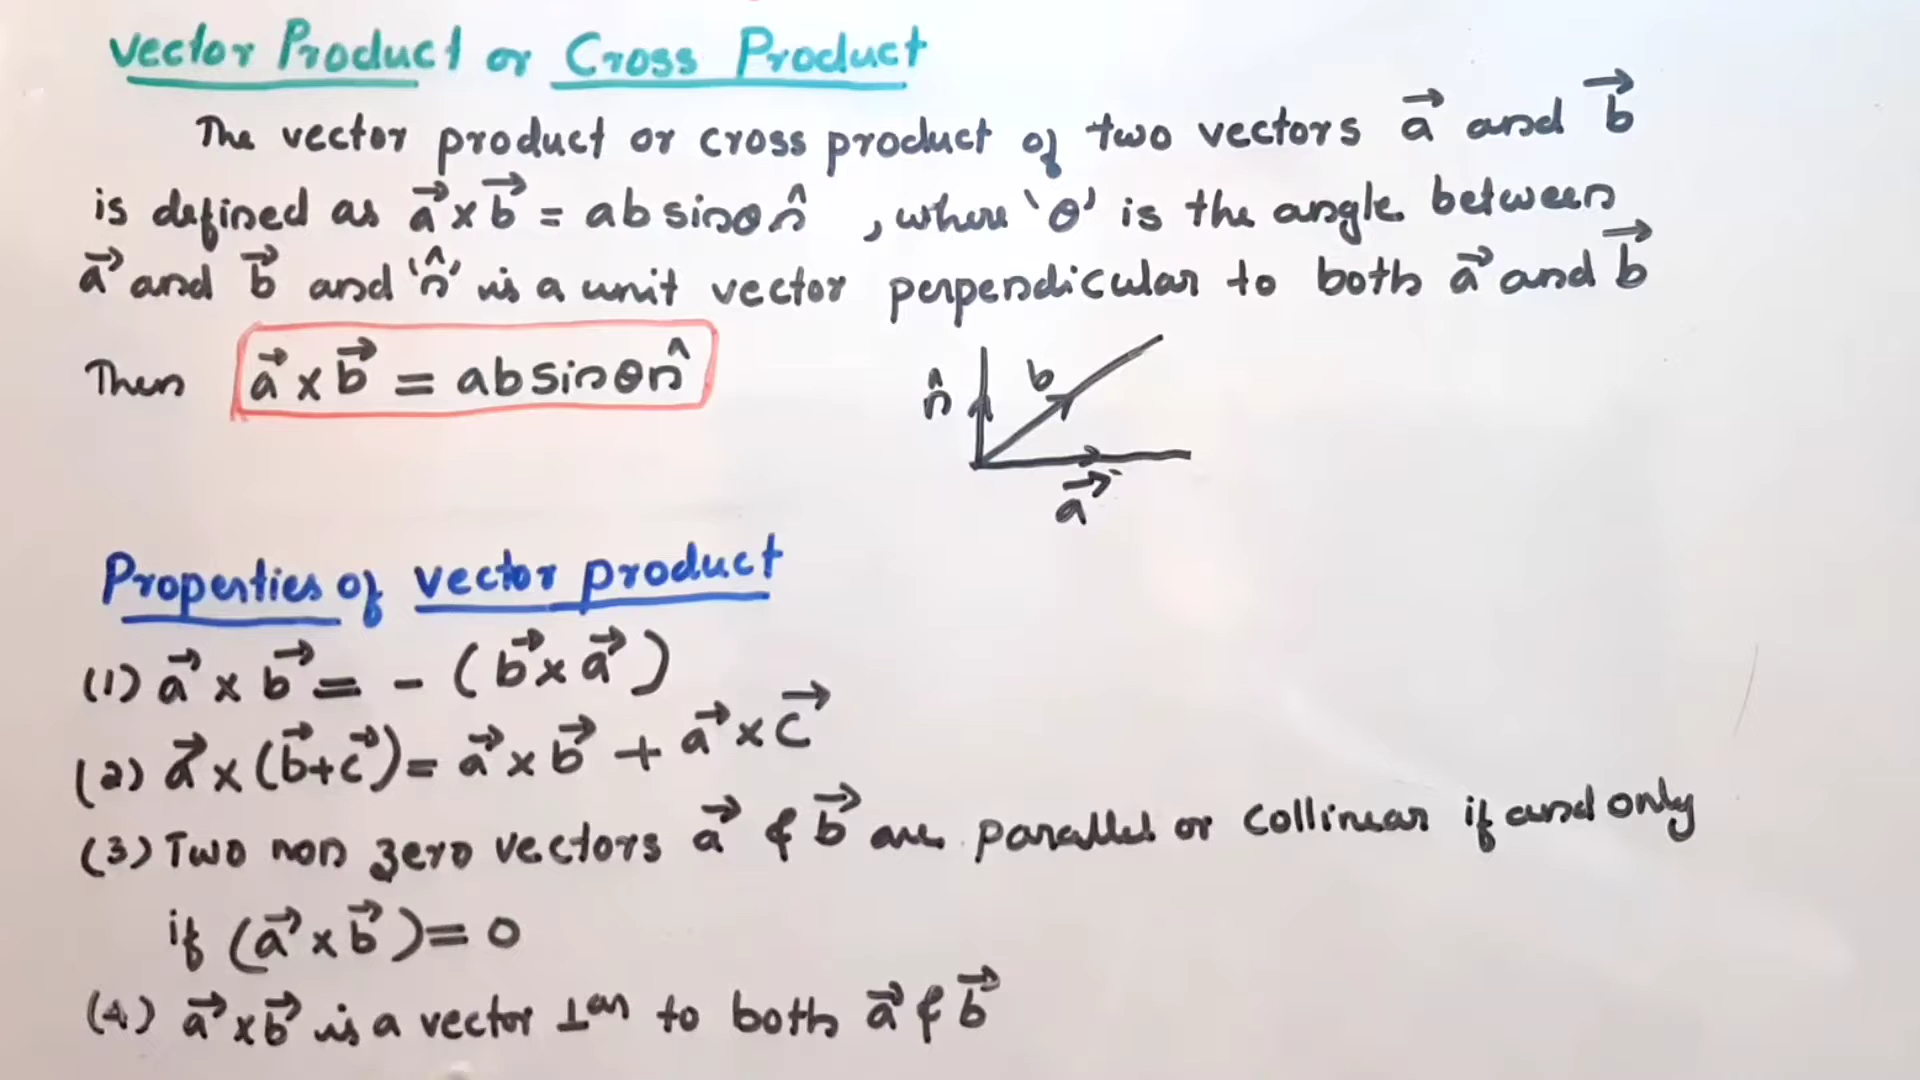 Vector Product or Cross Product
The vector product or cross product of two vectors a⃗ and b⃗
is defined as a⃗ × b⃗ = ab sinθ n̂ , where 'θ' is the angle between
a⃗ and b⃗ and 'n̂' is a unit vector perpendicular to both a⃗ and b⃗
Then a⃗ × b⃗ = ab sinθ n̂
n̂ b
a⃗
Properties of vector product
(1) a⃗ × b⃗ = - (b⃗ × a⃗)
(2) a⃗ × (b⃗+c⃗) = a⃗ × b⃗ + a⃗ × c⃗
(3) Two non zero vectors a⃗ & b⃗ are parallel or collinear if and only
if (a⃗ × b⃗) = 0
(4) a⃗ × b⃗ is a vector ⊥ar to both a⃗ & b⃗